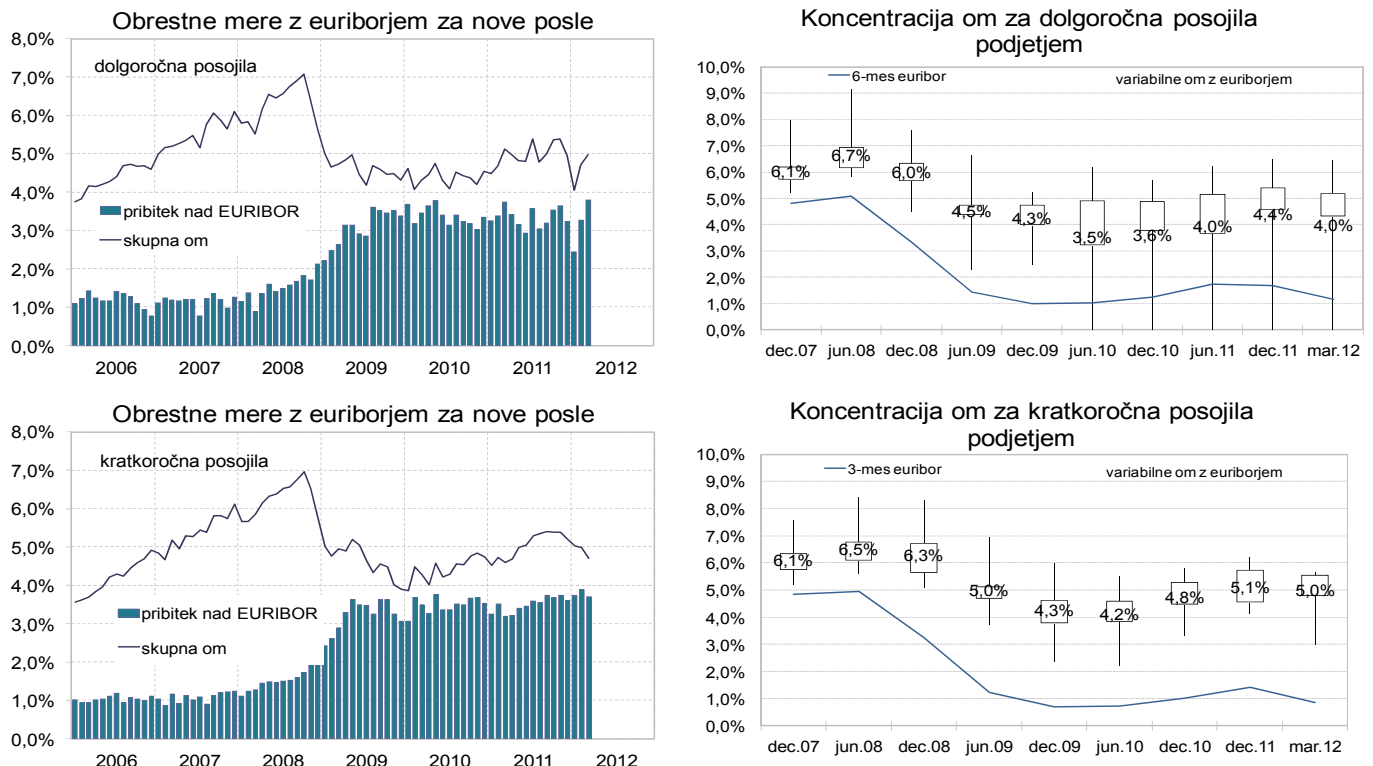 Obrestne mere z euriborjem za nove posle
8,0%
7,0%
6,0%
5,0%
4,0%
3,0%
2,0%
1,0%
0,0%
dolgoročna posojila
pribitek nad EURIBOR
skupna om
2006 2007 2008 2009 2010 2011 2012
Koncentracija om za dolgoročna posojila
podjetjem
10,0%
9,0%
8,0%
7,0%
6,0%
5,0%
4,0%
3,0%
2,0%
1,0%
0,0%
6-mes euribor
variabilne om z euriborjem
6,1% 6,7% 6,0% 4,5% 4,3% 3,5% 3,6% 4,0% 4,4% 4,0%
dec.07 jun.08 dec.08 jun.09 dec.09 jun.10 dec.10 jun.11 dec.11 mar.12
Obrestne mere z euriborjem za nove posle
8,0%
7,0%
6,0%
5,0%
4,0%
3,0%
2,0%
1,0%
0,0%
kratkoročna posojila
pribitek nad EURIBOR
skupna om
2006 2007 2008 2009 2010 2011 2012
Koncentracija om za kratkoročna posojila
podjetjem
10,0%
9,0%
8,0%
7,0%
6,0%
5,0%
4,0%
3,0%
2,0%
1,0%
0,0%
3-mes euribor
variabilne om z euriborjem
6,1% 6,5% 6,3% 5,0% 4,3% 4,2% 4,8% 5,1% 5,0%
dec.07 jun.08 dec.08 jun.09 dec.09 jun.10 dec.10 dec.11 mar.12